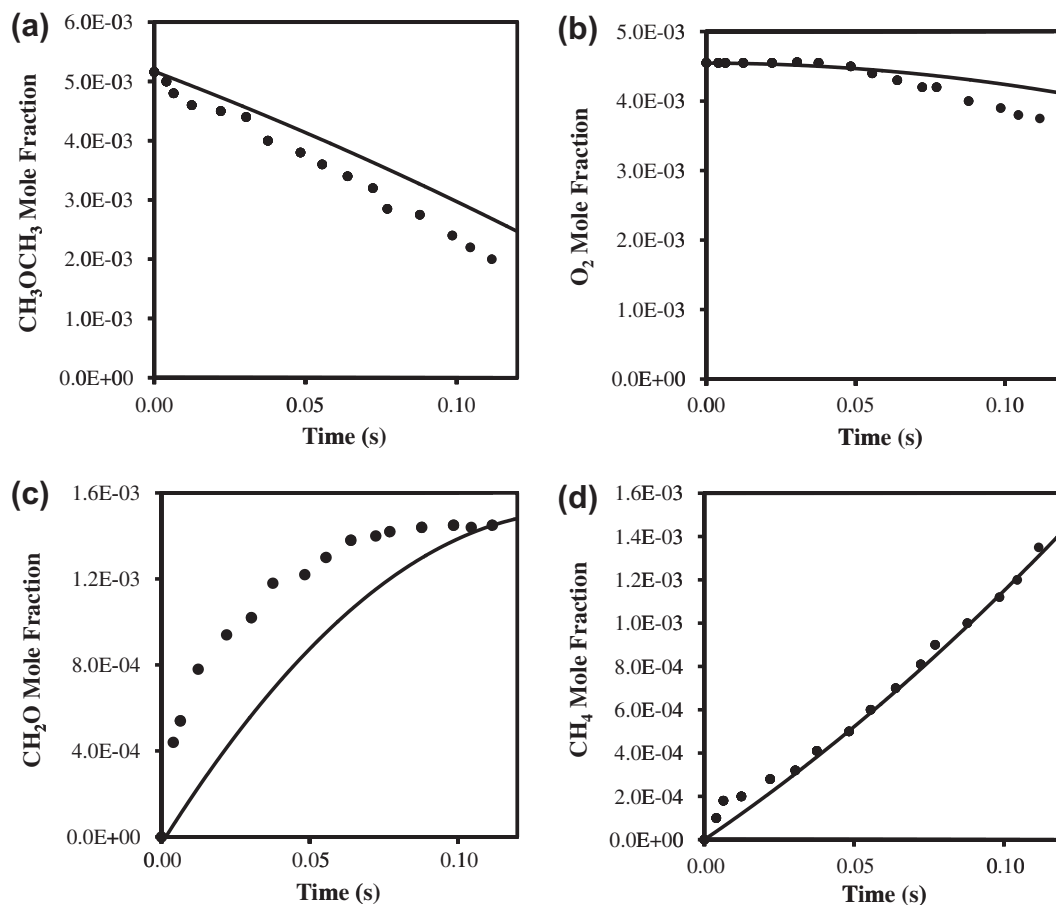 (a)
6.0E-03
5.0E-03
4.0E-03
3.0E-03
2.0E-03
1.0E-03
0.0E+00
CH₃OCH₃ Mole Fraction
0.00 0.05 0.10
Time (s)
(b)
5.0E-03
4.0E-03
3.0E-03
2.0E-03
1.0E-03
0.0E+00
O₂ Mole Fraction
0.00 0.05 0.10
Time (s)
(c)
1.6E-03
1.2E-03
8.0E-04
4.0E-04
0.0E+00
CH₂O Mole Fraction
0.00 0.05 0.10
Time (s)
(d)
1.6E-03
1.4E-03
1.2E-03
1.0E-03
8.0E-04
6.0E-04
4.0E-04
2.0E-04
0.0E+00
CH₄ Mole Fraction
0.00 0.05 0.10
Time (s)